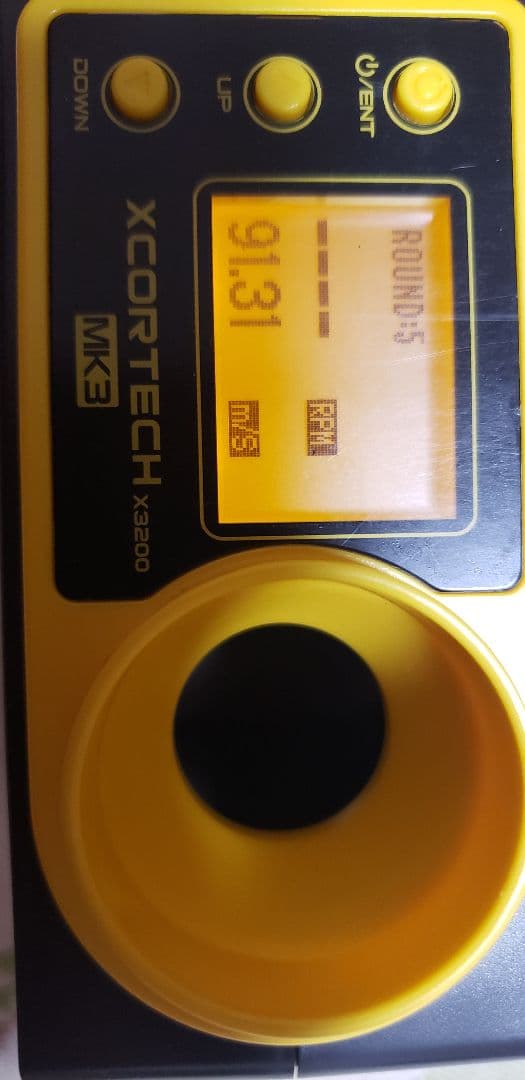 ⏻/ENT
UP
DOWN
ROUND:5
---- RPM
91.31 m/s
XCORTECH X3200
MK3